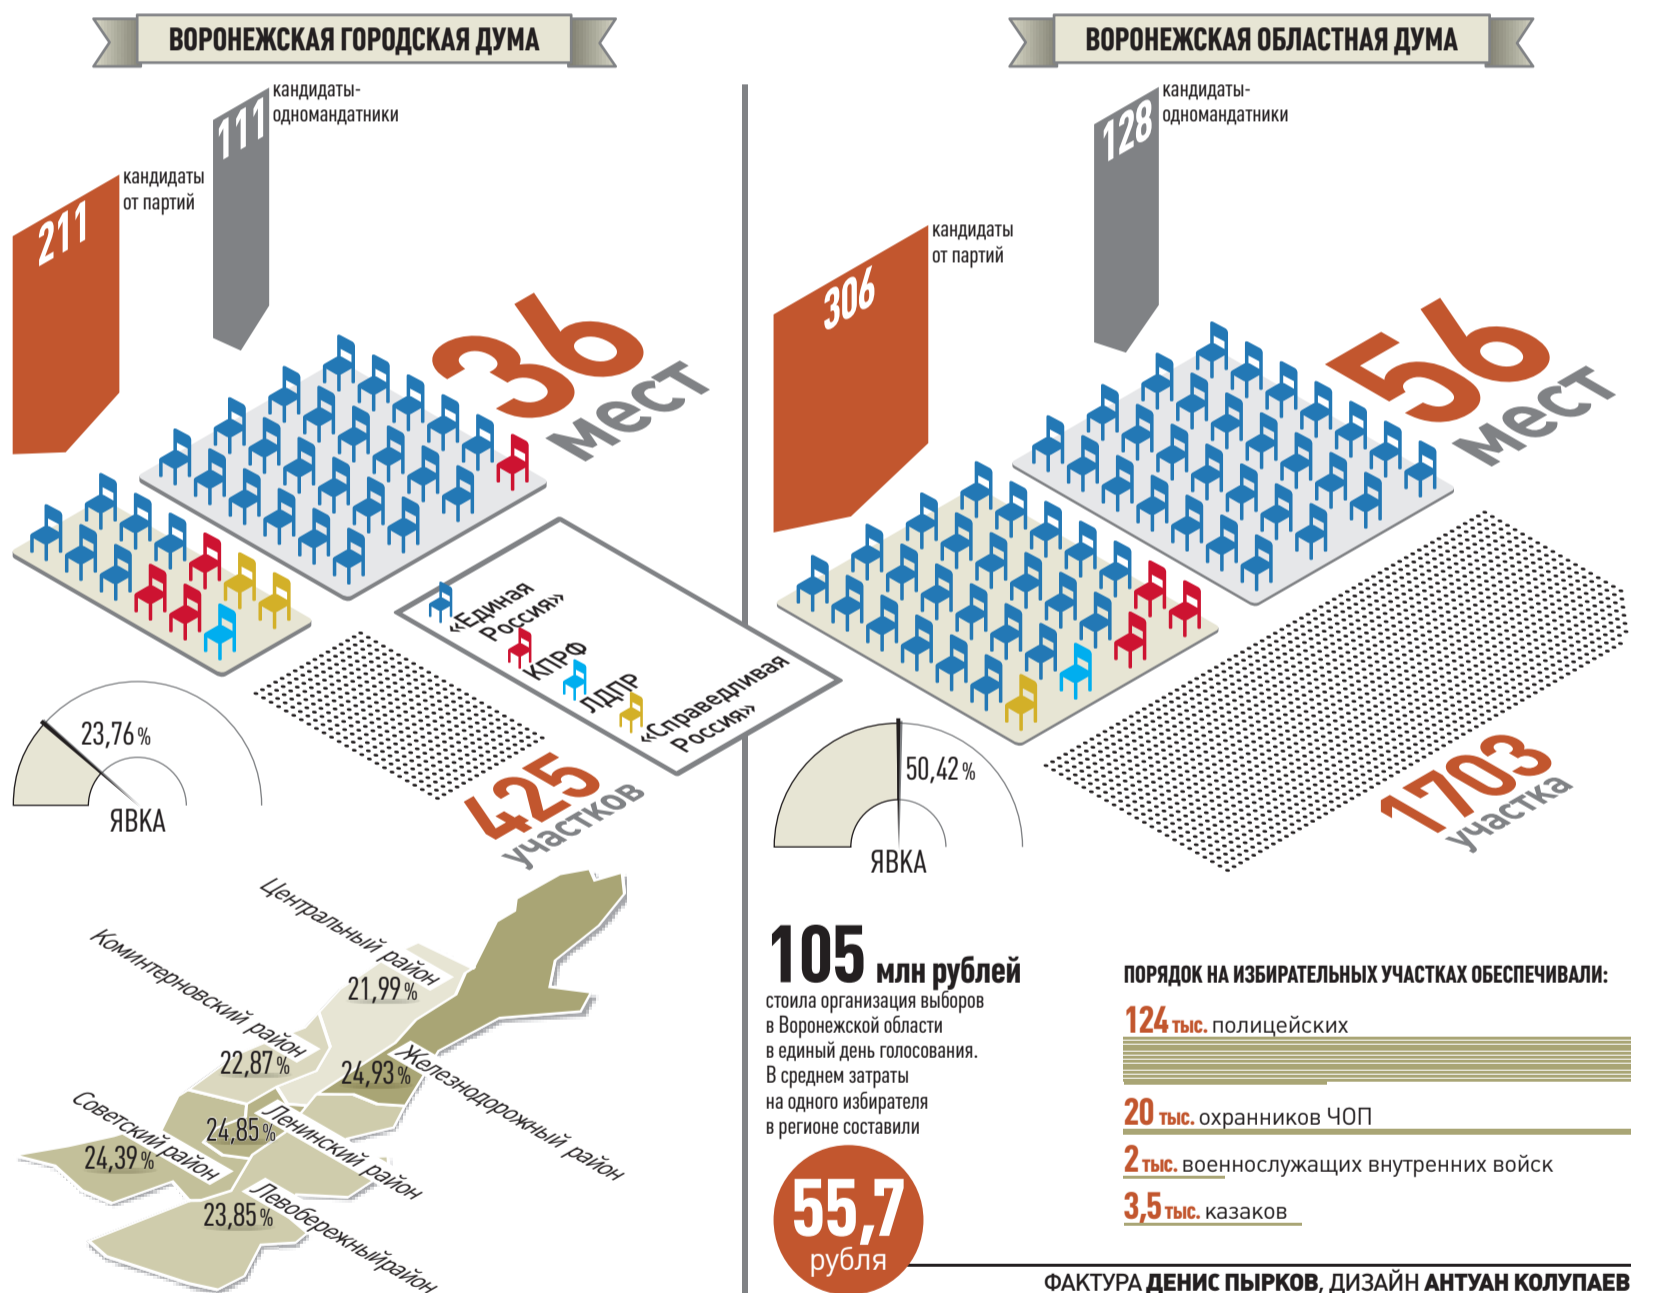 ВОРОНЕЖСКАЯ ГОРОДСКАЯ ДУМА
111
кандидаты-
одномандатники
211
кандидаты
от партий
36
мест
«Единая
Россия»
КПРФ
ЛДПР
«Справедливая
Россия»
23,76 %
ЯВКА
425
участков
Центральный район
21,99 %
Коминтерновский район
22,87 %
Железнодорожный район
24,93 %
Ленинский район
24,85 %
Советский район
24,39 %
Левобережныйрайон
23,85 %
ВОРОНЕЖСКАЯ ОБЛАСТНАЯ ДУМА
128
кандидаты-
одномандатники
306
кандидаты
от партий
56
мест
50,42 %
ЯВКА
1703
участка
105 млн рублей
стоила организация выборов
в Воронежской области
в единый день голосования.
В среднем затраты
на одного избирателя
в регионе составили
55,7
рубля
ПОРЯДОК НА ИЗБИРАТЕЛЬНЫХ УЧАСТКАХ ОБЕСПЕЧИВАЛИ:
124 тыс. полицейских
20 тыс. охранников ЧОП
2 тыс. военнослужащих внутренних войск
3,5 тыс. казаков
ФАКТУРА ДЕНИС ПЫРКОВ, ДИЗАЙН АНТУАН КОЛУПАЕВ